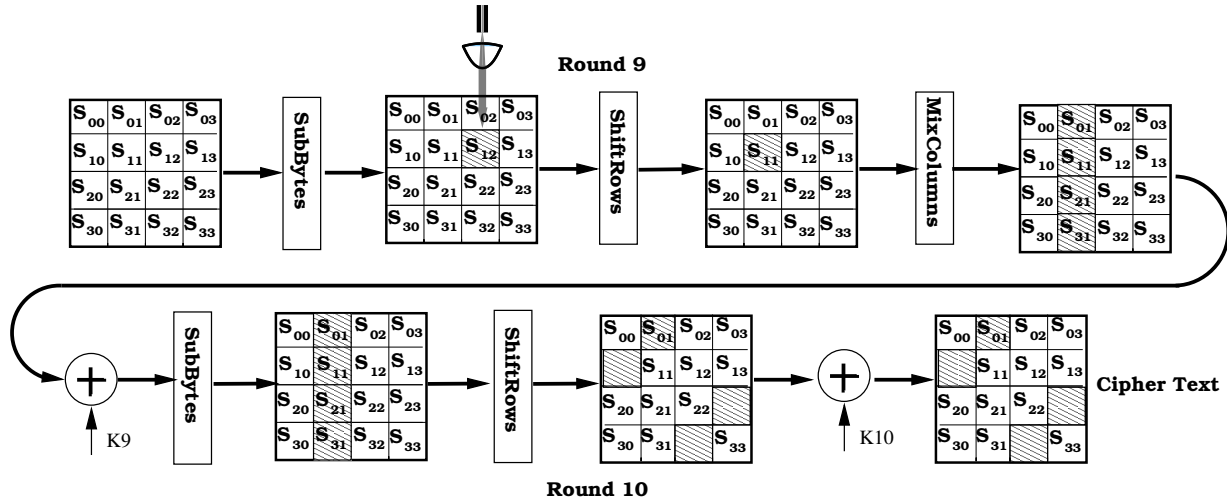 Round 9
S00 S01 S02 S03
S10 S11 S12 S13
S20 S21 S22 S23
S30 S31 S32 S33
SubBytes
S00 S01 S02 S03
S10 S11 S12 S13
S20 S21 S22 S23
S30 S31 S32 S33
ShiftRows
S00 S01 S02 S03
S10 S11 S12 S13
S20 S21 S22 S23
S30 S31 S32 S33
MixColumns
S00 S01 S02 S03
S10 S11 S12 S13
S20 S21 S22 S23
S30 S31 S32 S33
K9
SubBytes
S00 S01 S02 S03
S10 S11 S12 S13
S20 S21 S22 S23
S30 S31 S32 S33
ShiftRows
S00 S01 S02 S03
S11 S12 S13
S20 S21 S22
S30 S31 S33
K10
S00 S01 S02 S03
S11 S12 S13
S20 S21 S22
S30 S31 S33
Cipher Text
Round 10